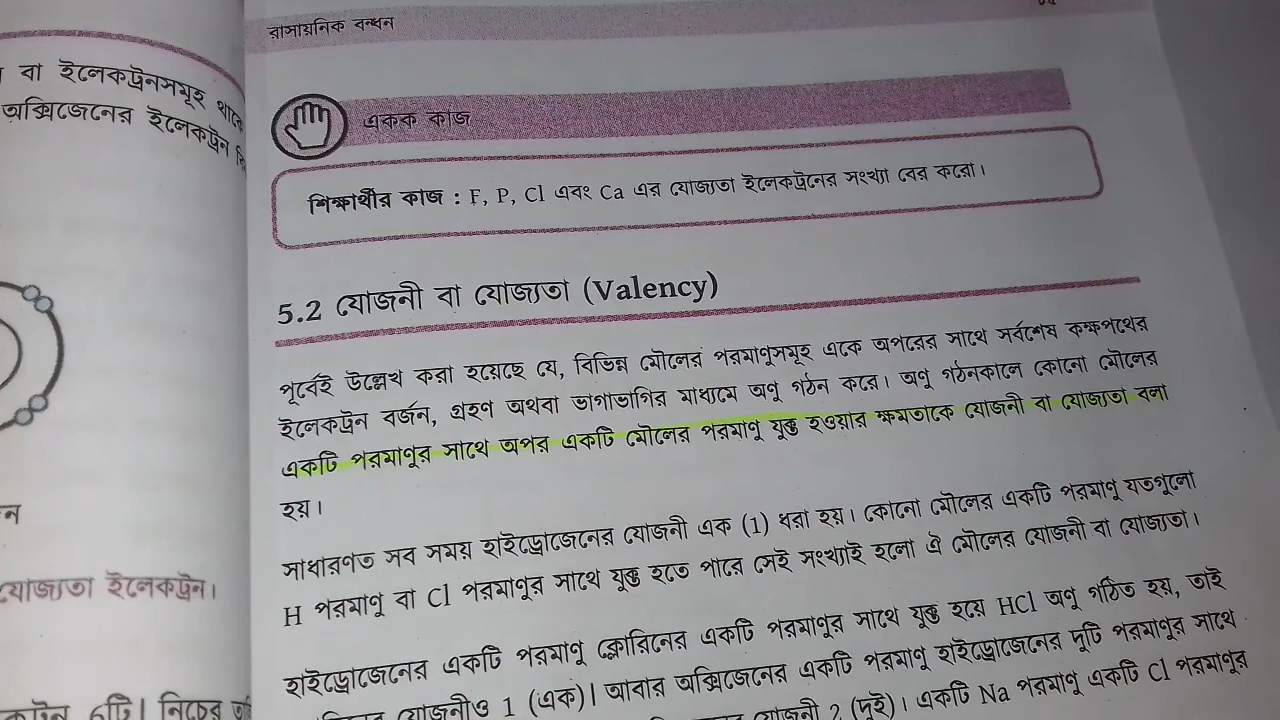 বা ইলেকট্রনসমূহ থাকে
অক্সিজেনের ইলেকট্রন
ন
যোজ্যতা ইলেকট্রন।
৬টি। নিচের
রাসায়নিক বন্ধন
একক কাজ
শিক্ষার্থীর কাজ : F, P, Cl এবং Ca এর যোজ্যতা ইলেকট্রনের সংখ্যা বের করো।
5.2 যোজনী বা যোজ্যতা (Valency)
পূর্বেই উল্লেখ করা হয়েছে যে, বিভিন্ন মৌলের পরমাণুসমূহ একে অপরের সাথে সর্বশেষ কক্ষপথের
ইলেকট্রন বর্জন, গ্রহণ অথবা ভাগাভাগির মাধ্যমে অণু গঠন করে। অণু গঠনকালে কোনো মৌলের
একটি পরমাণুর সাথে অপর একটি মৌলের পরমাণু যুক্ত হওয়ার ক্ষমতাকে যোজনী বা যোজ্যতা বলা
হয়।
সাধারণত সব সময় হাইড্রোজেনের যোজনী এক (1) ধরা হয়। কোনো মৌলের একটি পরমাণু যতগুলো
H পরমাণু বা Cl পরমাণুর সাথে যুক্ত হতে পারে সেই সংখ্যাই হলো ঐ মৌলের যোজনী বা যোজ্যতা।
হাইড্রোজেনের একটি পরমাণু ক্লোরিনের একটি পরমাণুর সাথে যুক্ত হয়ে HCl অণু গঠিত হয়, তাই
যোজনীও 1 (এক)। আবার অক্সিজেনের একটি পরমাণু হাইড্রোজেনের দুটি পরমাণুর সাথে
যোজনী 2 (দুই)। একটি Na পরমাণু একটি Cl পরমাণুর